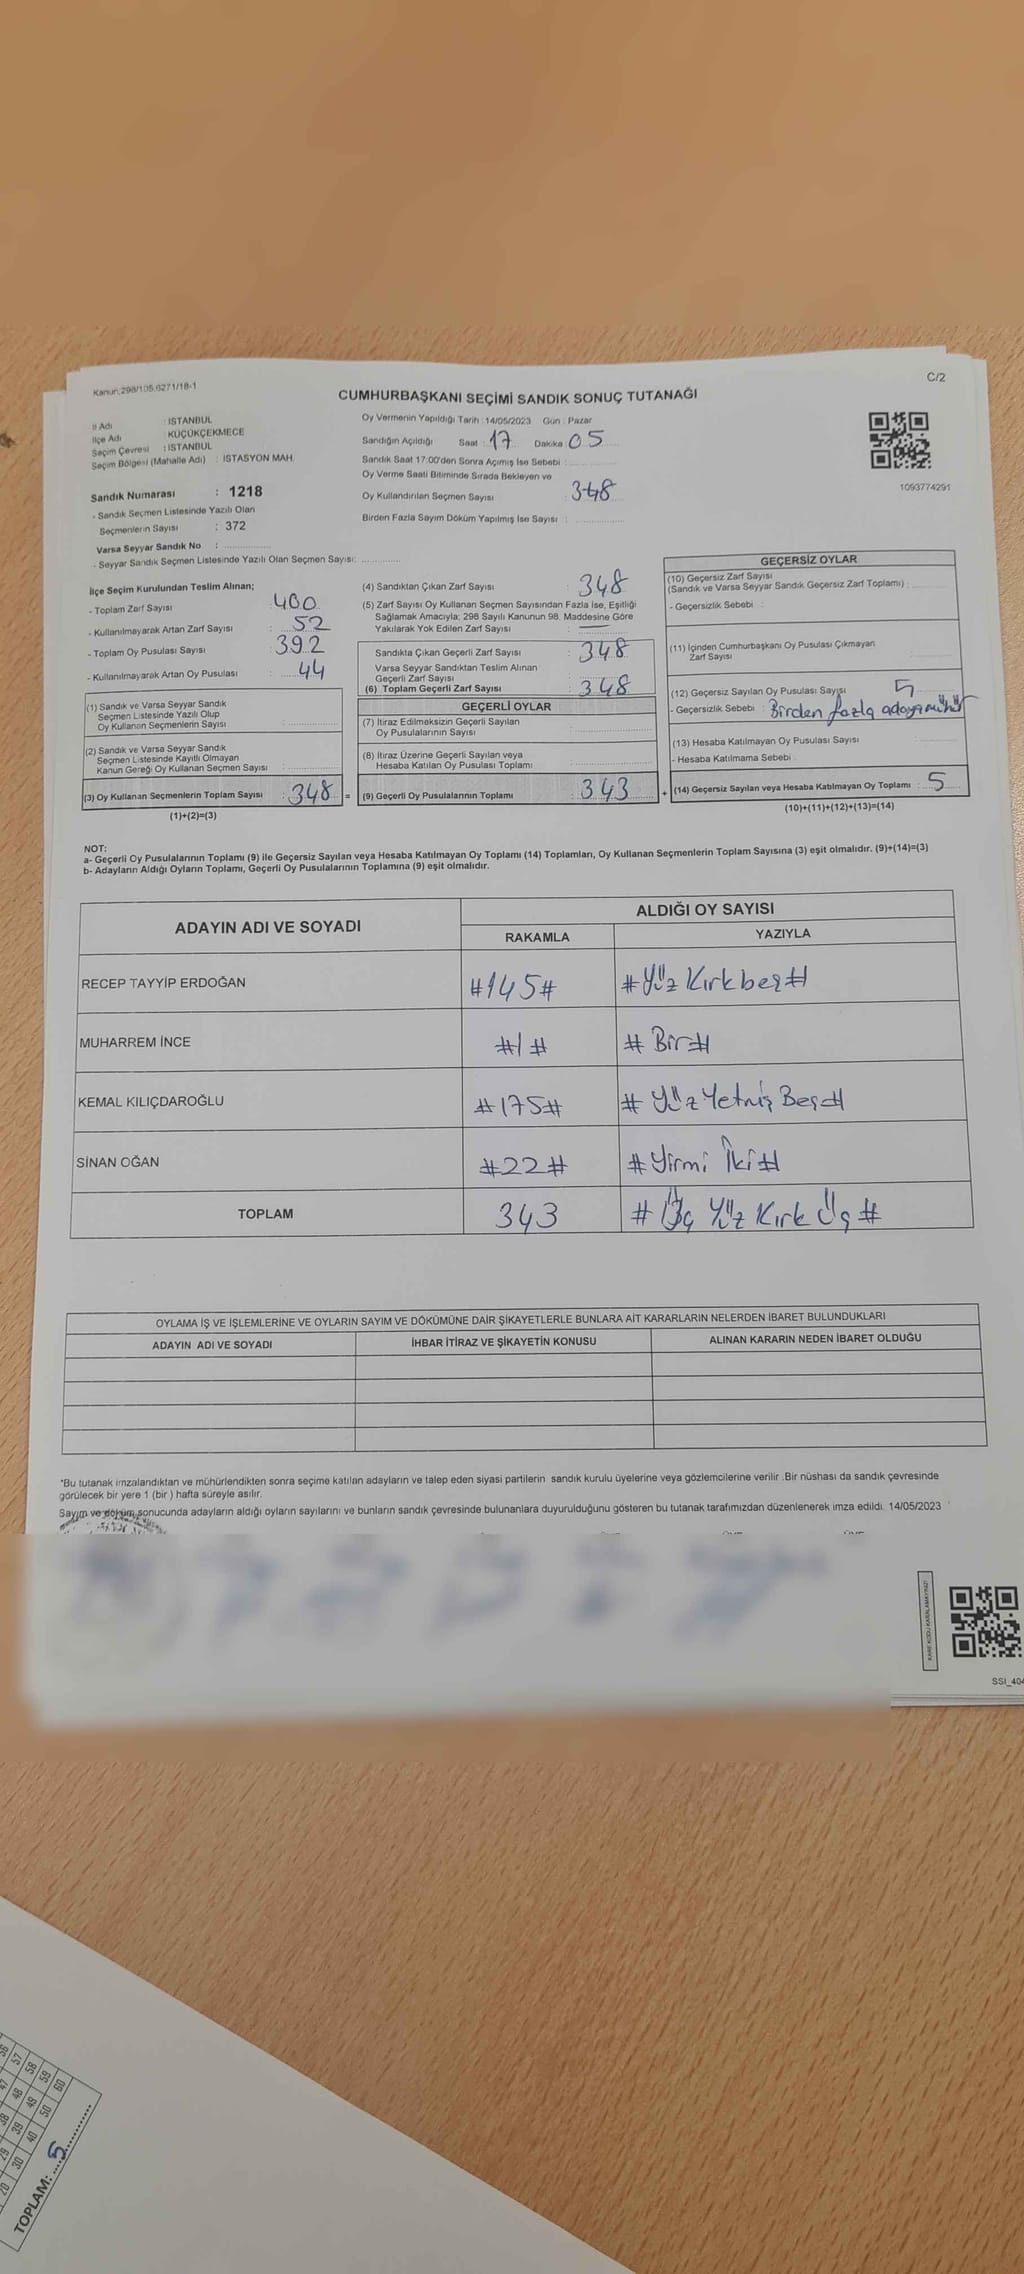 Kanun:298/105,6271/18-1
C/2
CUMHURBAŞKANI SEÇİMİ SANDIK SONUÇ TUTANAĞI
İl Adı : İSTANBUL
İlçe Adı : KÜÇÜKÇEKMECE
Seçim Çevresi : İSTANBUL
Seçim Bölgesi (Mahalle Adı) : İSTASYON MAH.
Sandık Numarası : 1218
- Sandık Seçmen Listesinde Yazılı Olan
Seçmenlerin Sayısı : 372
Varsa Seyyar Sandık No :
- Seyyar Sandık Seçmen Listesinde Yazılı Olan Seçmen Sayısı:
Oy Vermenin Yapıldığı Tarih : 14/05/2023 Gün : Pazar
Sandığın Açıldığı Saat : 17 Dakika : 05
Sandık Saat 17:00'den Sonra Açımış İse Sebebi :
Oy Verme Saati Bitiminde Sırada Bekleyen ve
Oy Kullandırılan Seçmen Sayısı : 348
Birden Fazla Sayım Döküm Yapılmış İse Sayısı :
1093774291
İlçe Seçim Kurulundan Teslim Alınan;
- Toplam Zarf Sayısı : 400
- Kullanılmayarak Artan Zarf Sayısı : 52
- Toplam Oy Pusulası Sayısı : 392
- Kullanılmayarak Artan Oy Pusulası : 44
(1) Sandık ve Varsa Seyyar Sandık
Seçmen Listesinde Yazılı Olup
Oy Kullanan Seçmenlerin Sayısı :
(2) Sandık ve Varsa Seyyar Sandık
Seçmen Listesinde Kayıtlı Olmayan
Kanun Gereği Oy Kullanan Seçmen Sayısı :
(3) Oy Kullanan Seçmenlerin Toplam Sayısı : 348 =
(1)+(2)=(3)
(4) Sandıktan Çıkan Zarf Sayısı : 348
(5) Zarf Sayısı Oy Kullanan Seçmen Sayısından Fazla İse, Eşitliği
Sağlamak Amacıyla; 298 Sayılı Kanunun 98. Maddesine Göre
Yakılarak Yok Edilen Zarf Sayısı : —
Sandıkta Çıkan Geçerli Zarf Sayısı : 348
Varsa Seyyar Sandıktan Teslim Alınan
Geçerli Zarf Sayısı :
(6) Toplam Geçerli Zarf Sayısı : 348
GEÇERLİ OYLAR
(7) İtiraz Edilmeksizin Geçerli Sayılan
Oy Pusulalarının Sayısı :
(8) İtiraz Üzerine Geçerli Sayılan veya
Hesaba Katılan Oy Pusulası Toplamı :
(9) Geçerli Oy Pusulalarının Toplamı : 343 +
GEÇERSİZ OYLAR
(10) Geçersiz Zarf Sayısı
(Sandık ve Varsa Seyyar Sandık Geçersiz Zarf Toplamı) :
- Geçersizlik Sebebi :
(11) İçinden Cumhurbaşkanı Oy Pusulası Çıkmayan
Zarf Sayısı :
(12) Geçersiz Sayılan Oy Pusulası Sayısı : 5
- Geçersizlik Sebebi : Birden fazla adaya mühür
(13) Hesaba Katılmayan Oy Pusulası Sayısı :
- Hesaba Katılmama Sebebi :
(14) Geçersiz Sayılan veya Hesaba Katılmayan Oy Toplamı : 5
(10)+(11)+(12)+(13)=(14)
NOT:
a- Geçerli Oy Pusulalarının Toplamı (9) ile Geçersiz Sayılan veya Hesaba Katılmayan Oy Toplamı (14) Toplamları, Oy Kullanan Seçmenlerin Toplam Sayısına (3) eşit olmalıdır. (9)+(14)=(3)
b- Adayların Aldığı Oyların Toplamı, Geçerli Oy Pusulalarının Toplamına (9) eşit olmalıdır.
ADAYIN ADI VE SOYADI ALDIĞI OY SAYISI
RAKAMLA YAZIYLA
RECEP TAYYİP ERDOĞAN #145# #Yüz Kırkbeş#
MUHARREM İNCE #1# #Bir#
KEMAL KILIÇDAROĞLU #175# #Yüz Yetmiş Beş#
SİNAN OĞAN #22# #Yirmi İki#
TOPLAM 343 #Üç Yüz Kırk Üç#
OYLAMA İŞ VE İŞLEMLERİNE VE OYLARIN SAYIM VE DÖKÜMÜNE DAİR ŞİKAYETLERLE BUNLARA AİT KARARLARIN NELERDEN İBARET BULUNDUKLARI
ADAYIN ADI VE SOYADI İHBAR İTİRAZ VE ŞİKAYETİN KONUSU ALINAN KARARIN NEDEN İBARET OLDUĞU
*Bu tutanak imzalandıktan ve mühürlendikten sonra seçime katılan adayların ve talep eden siyasi partilerin sandık kurulu üyelerine veya gözlemcilerine verilir .Bir nüshası da sandık çevresinde
görülecek bir yere 1 (bir ) hafta süreyle asılır.
Sayım ve döküm sonucunda adayların aldığı oyların sayılarını ve bunların sandık çevresinde bulunanlara duyurulduğunu gösteren bu tutanak tarafımızdan düzenlenerek imza edildi. 14/05/2023
KARE KODU KARALAMAYINIZ!
SSI_404
57 58 59 60
48 49 50
38 39 40
29 30
20
TOPLAM: 5